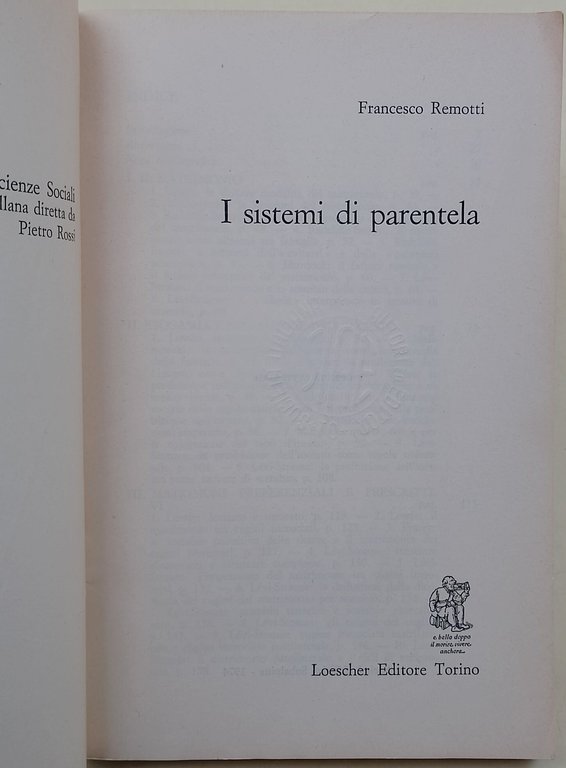 cienze Sociali
llana diretta da
Pietro Rossi
Francesco Remotti
I sistemi di parentela
e bello doppo
il morire, vivere
anchora...
Loescher Editore Torino